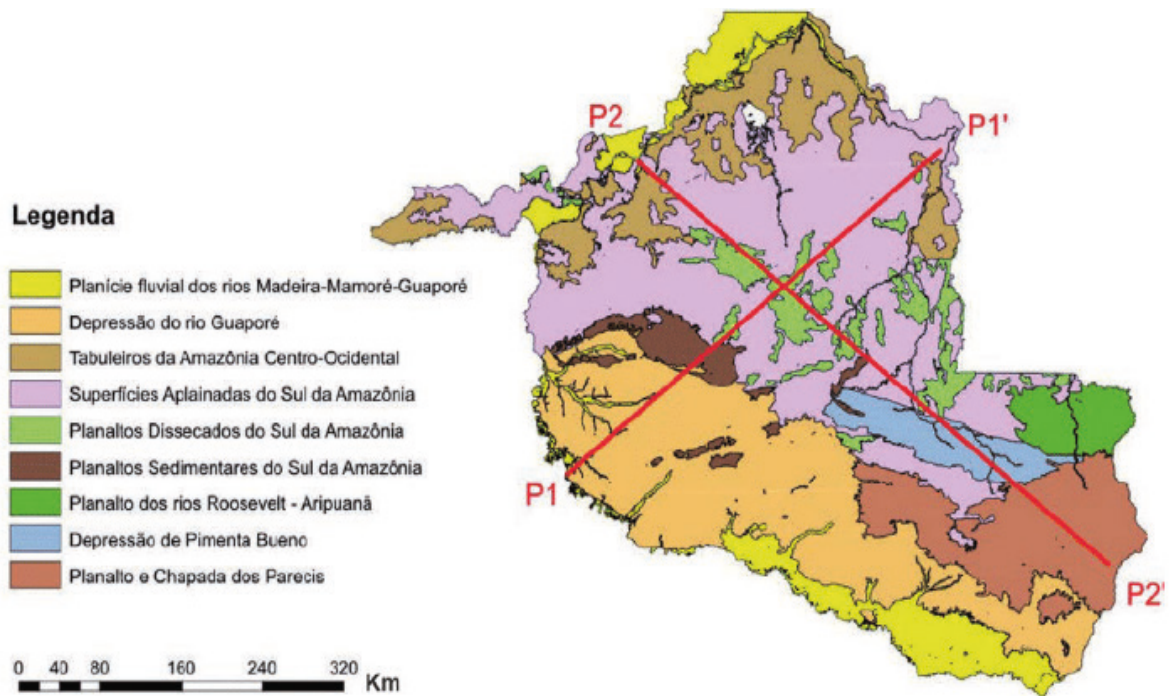 P2
P1'
Legenda
Planície fluvial dos rios Madeira-Mamoré-Guaporé
Depressão do rio Guaporé
Tabuleiros da Amazônia Centro-Ocidental
Superfícies Aplainadas do Sul da Amazônia
Planaltos Dissecados do Sul da Amazônia
Planaltos Sedimentares do Sul da Amazônia
P1
Planalto dos rios Roosevelt - Aripuanã
Depressão de Pimenta Bueno
Planalto e Chapada dos Parecis
P2'
0 40 80 160 240 320 Km